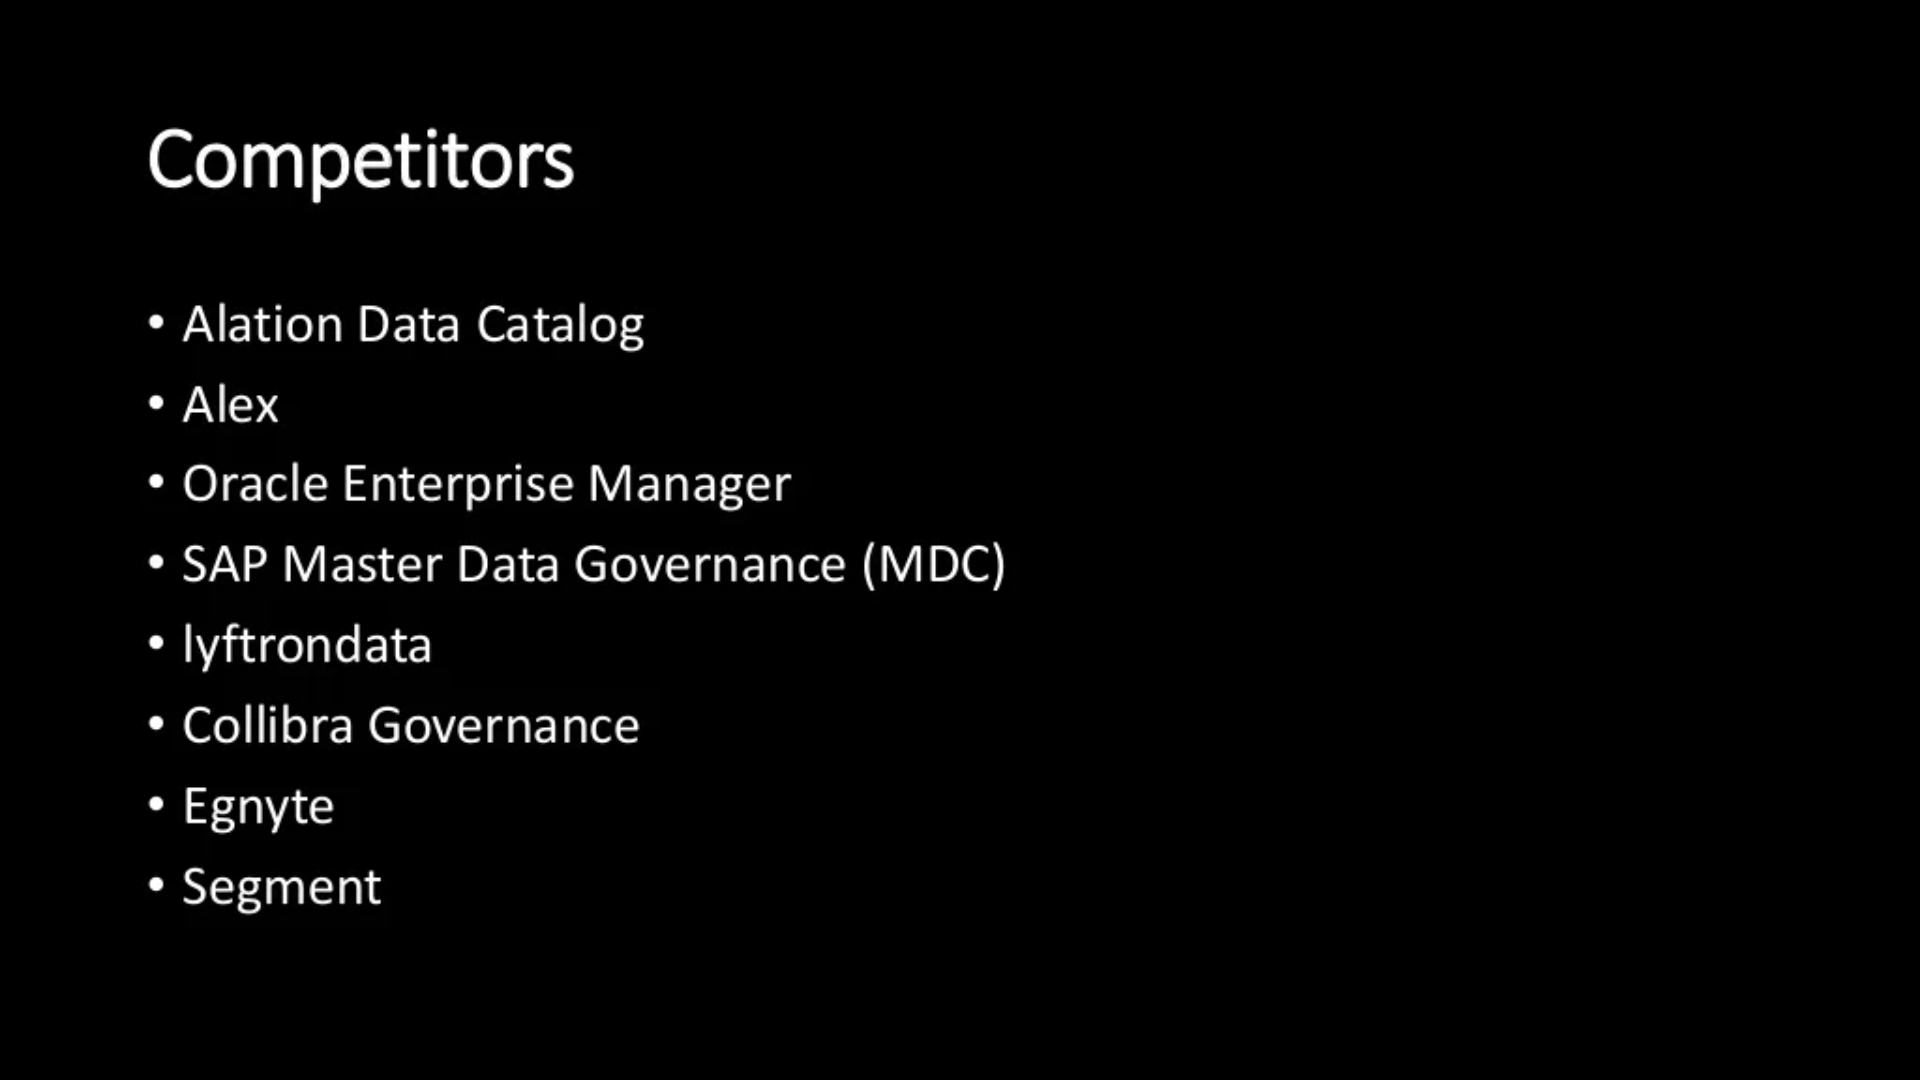 Competitors
• Alation Data Catalog
• Alex
• Oracle Enterprise Manager
• SAP Master Data Governance (MDC)
• lyftrondata
• Collibra Governance
• Egnyte
• Segment